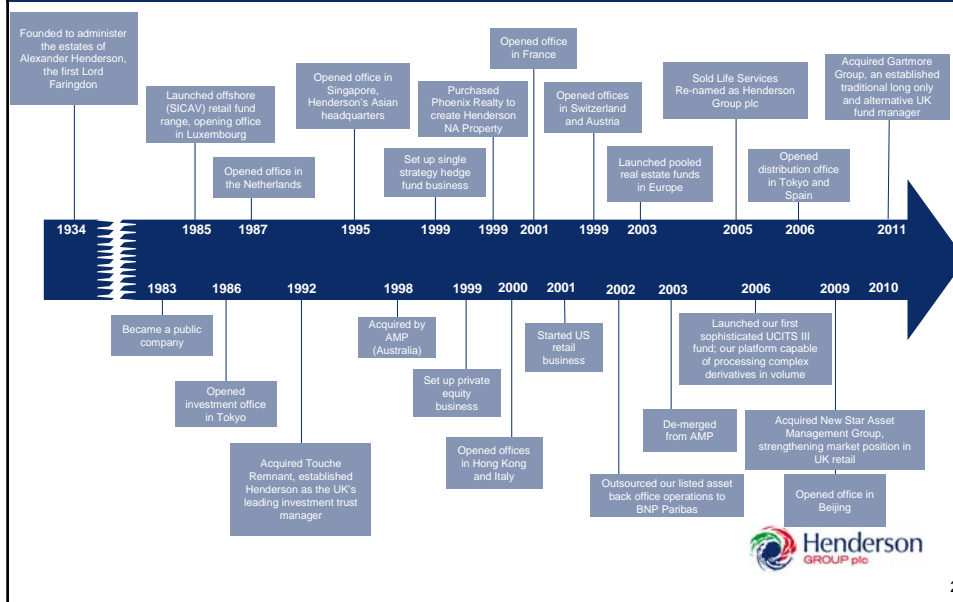 Founded to administer
the estates of
Alexander Henderson,
the first Lord
Faringdon
Launched offshore
(SICAV) retail fund
range, opening office
in Luxembourg
Opened office in
the Netherlands
Opened office in
Singapore,
Henderson's Asian
headquarters
Set up single
strategy hedge
fund business
Purchased
Phoenix Realty to
create Henderson
NA Property
Opened office
in France
Opened offices
in Switzerland
and Austria
Launched pooled
real estate funds
in Europe
Sold Life Services
Re-named as Henderson
Group plc
Opened
distribution office
in Tokyo and
Spain
Acquired Gartmore
Group, an established
traditional long only
and alternative UK
fund manager
1934
1985
1987
1995
1999
1999
2001
1999
2003
2005
2006
2011
1983
1986
1992
1998
1999
2000
2001
2002
2003
2006
2009
2010
Became a public
company
Opened
investment office
in Tokyo
Acquired Touche
Remnant, established
Henderson as the UK's
leading investment trust
manager
Acquired by
AMP
(Australia)
Set up private
equity
business
Opened offices
in Hong Kong
and Italy
Started US
retail
business
Outsourced our listed asset
back office operations to
BNP Paribas
De-merged
from AMP
Launched our first
sophisticated UCITS III
fund; our platform capable
of processing complex
derivatives in volume
Acquired New Star Asset
Management Group,
strengthening market position in
UK retail
Opened office in
Beijing
Henderson
GROUP plc
2